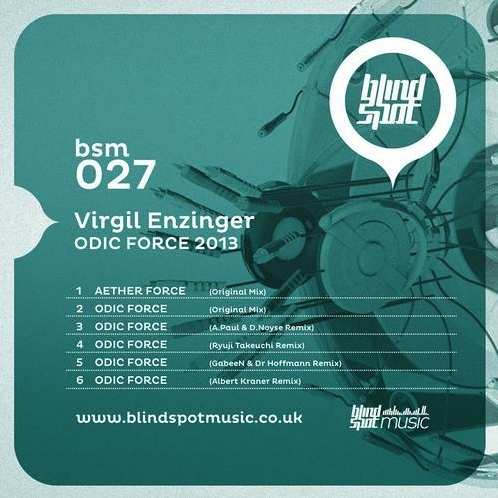 blind
spot
bsm
027
Virgil Enzinger
ODIC FORCE 2013
1 AETHER FORCE (Original Mix)
2 ODIC FORCE (Original Mix)
3 ODIC FORCE (A.Paul & D.Noyse Remix)
4 ODIC FORCE (Ryuji Takeuchi Remix)
5 ODIC FORCE (GabeeN & Dr Hoffmann Remix)
6 ODIC FORCE (Albert Kraner Remix)
www.blindspotmusic.co.uk
blind
spot music